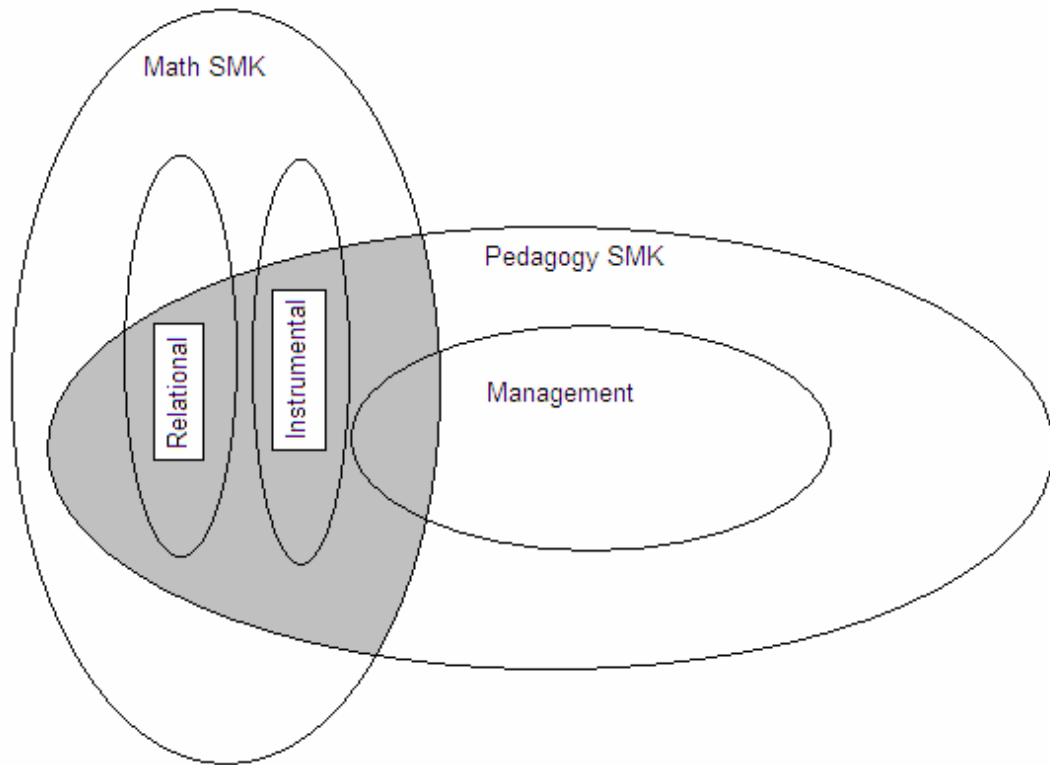 Math SMK
Pedagogy SMK
Relational
Instrumental
Management